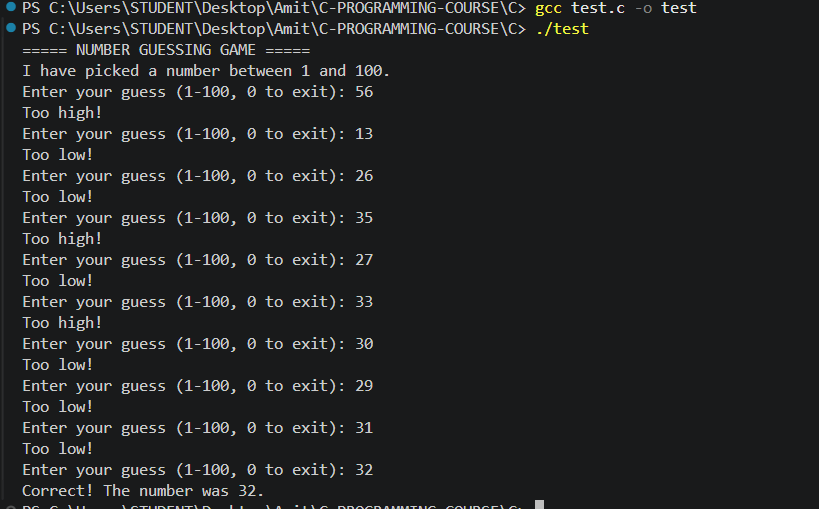 PS C:\Users\STUDENT\Desktop\Amit\C-PROGRAMMING-COURSE\C> gcc test.c -o test
PS C:\Users\STUDENT\Desktop\Amit\C-PROGRAMMING-COURSE\C> ./test
===== NUMBER GUESSING GAME =====
I have picked a number between 1 and 100.
Enter your guess (1-100, 0 to exit): 56
Too high!
Enter your guess (1-100, 0 to exit): 13
Too low!
Enter your guess (1-100, 0 to exit): 26
Too low!
Enter your guess (1-100, 0 to exit): 35
Too high!
Enter your guess (1-100, 0 to exit): 27
Too low!
Enter your guess (1-100, 0 to exit): 33
Too high!
Enter your guess (1-100, 0 to exit): 30
Too low!
Enter your guess (1-100, 0 to exit): 29
Too low!
Enter your guess (1-100, 0 to exit): 31
Too low!
Enter your guess (1-100, 0 to exit): 32
Correct! The number was 32.
PS C:\Users\STUDENT\Desktop\Amit\C-PROGRAMMING-COURSE\C>